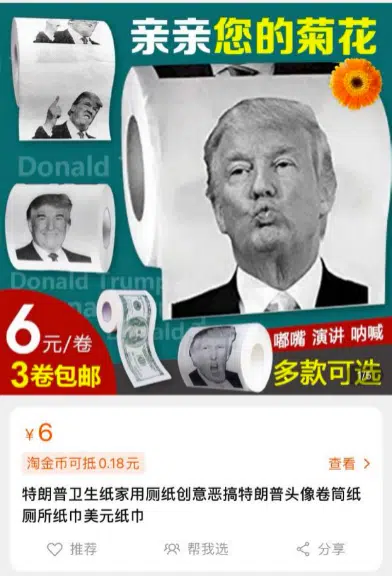 亲亲您的菊花
Donald T
Donald Trump
6元/卷
3卷包邮
嘟嘴 演讲 呐喊
多款可选
1/5
¥6
淘金币可抵0.18元
查看 >
特朗普卫生纸家用厕纸创意恶搞特朗普头像卷筒纸
厕所纸巾美元纸巾
推荐
帮我选
分享